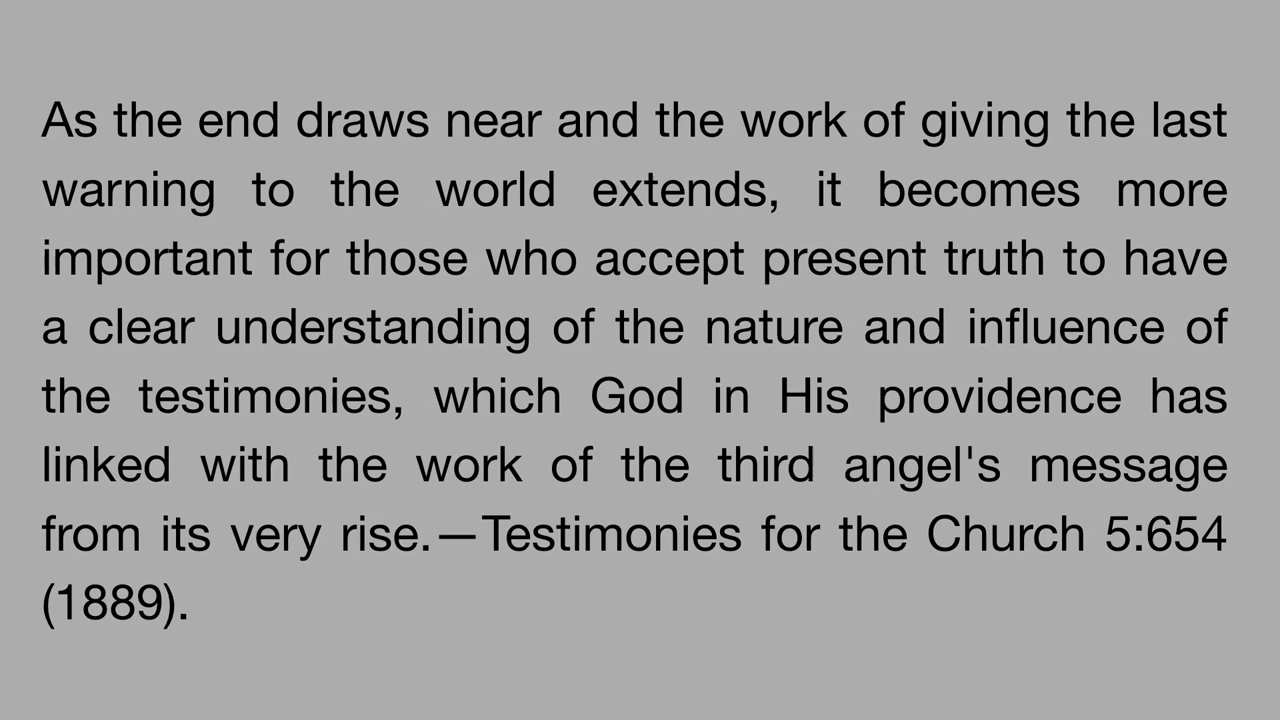 As the end draws near and the work of giving the last
warning to the world extends, it becomes more
important for those who accept present truth to have
a clear understanding of the nature and influence of
the testimonies, which God in His providence has
linked with the work of the third angel's message
from its very rise.—Testimonies for the Church 5:654
(1889).